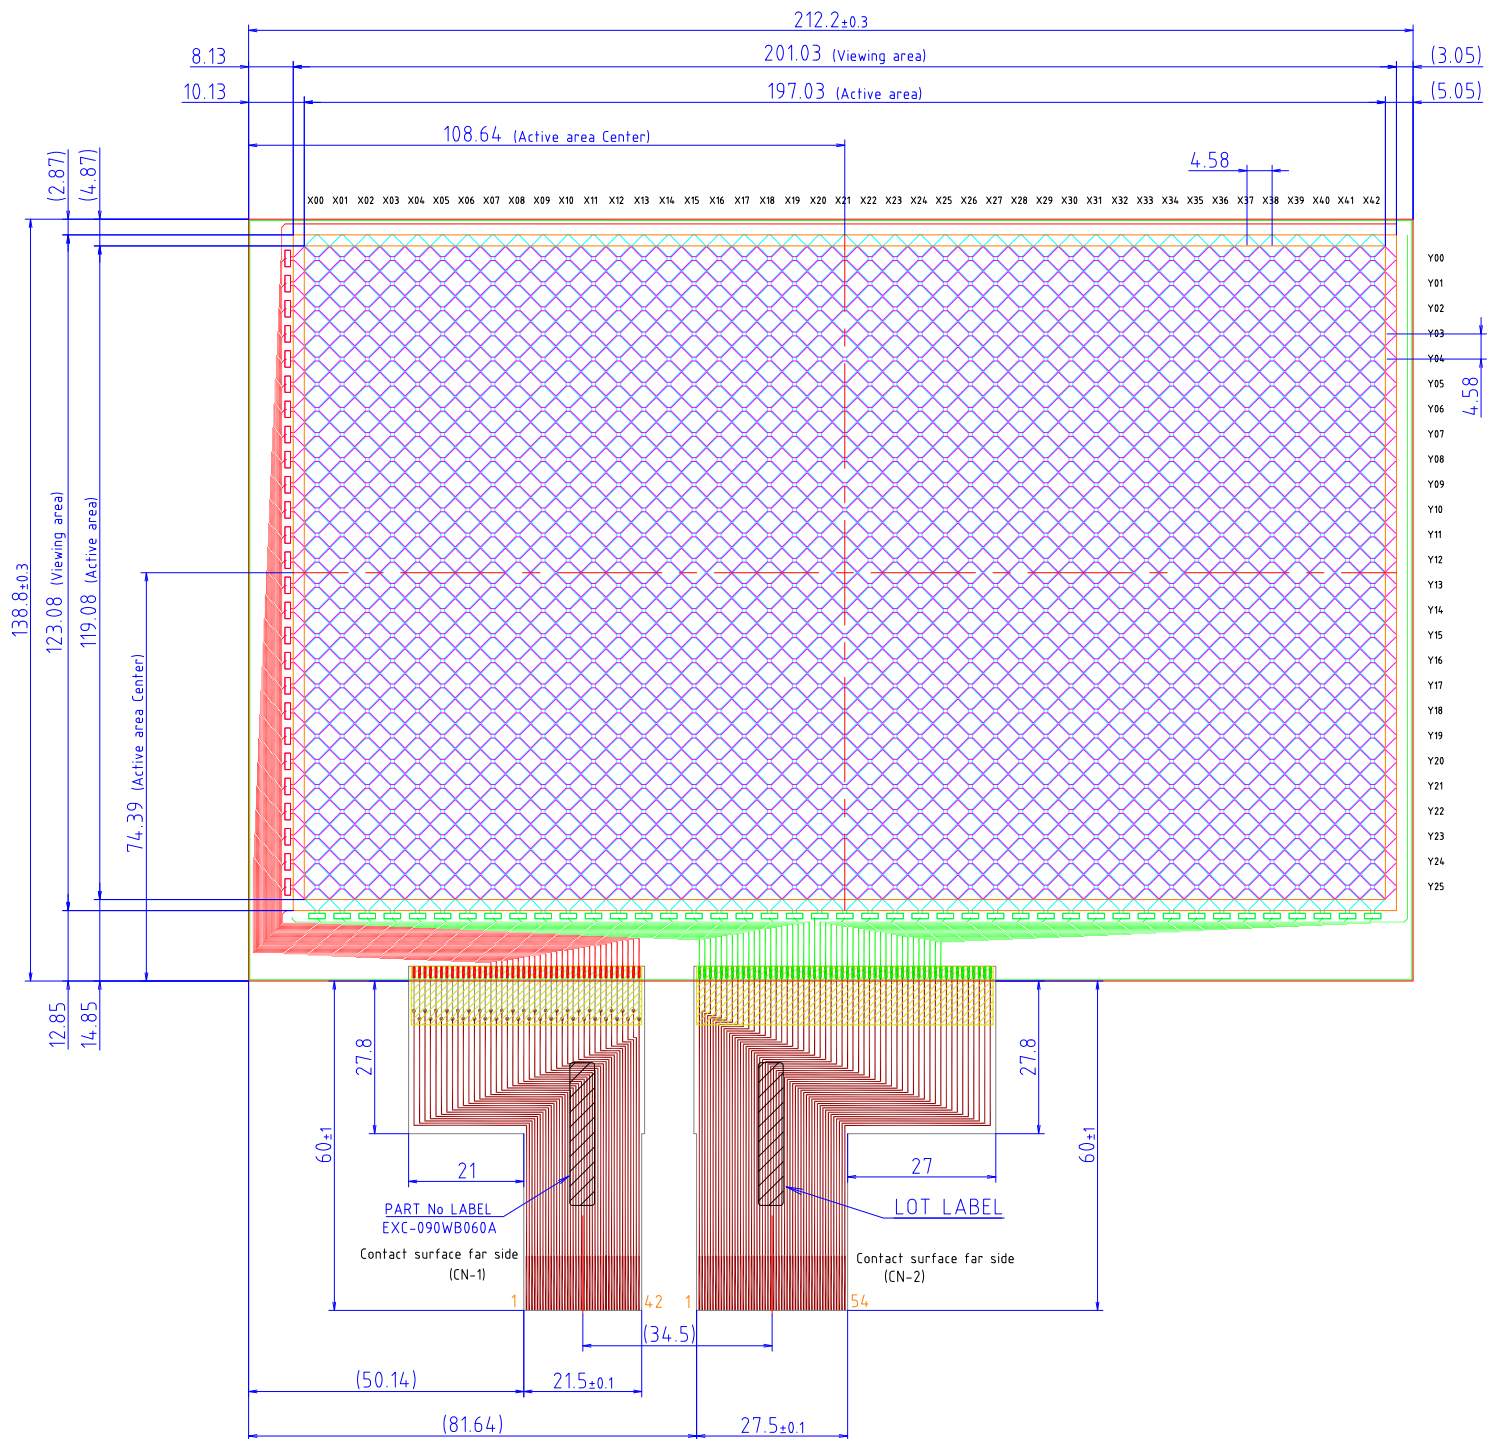 212.2±0.3
8.13
201.03 (Viewing area)
(3.05)
10.13
197.03 (Active area)
(5.05)
108.64 (Active area Center)
4.58
(2.87)
(4.87)
X00 X01 X02 X03 X04 X05 X06 X07 X08 X09 X10 X11 X12 X13 X14 X15 X16 X17 X18 X19 X20 X21 X22 X23 X24 X25 X26 X27 X28 X29 X30 X31 X32 X33 X34 X35 X36 X37 X38 X39 X40 X41 X42
Y00
Y01
Y02
Y03
Y04
Y05
Y06
Y07
Y08
Y09
Y10
Y11
Y12
Y13
Y14
Y15
Y16
Y17
Y18
Y19
Y20
Y21
Y22
Y23
Y24
Y25
4.58
138.8±0.3
123.08 (Viewing area)
119.08 (Active area)
74.39 (Active area Center)
12.85
14.85
27.8
27.8
60±1
60±1
21
27
PART No LABEL
EXC-090WB060A
LOT LABEL
Contact surface far side
(CN-1)
Contact surface far side
(CN-2)
1
42
1
54
(34.5)
(50.14)
21.5±0.1
(81.64)
27.5±0.1